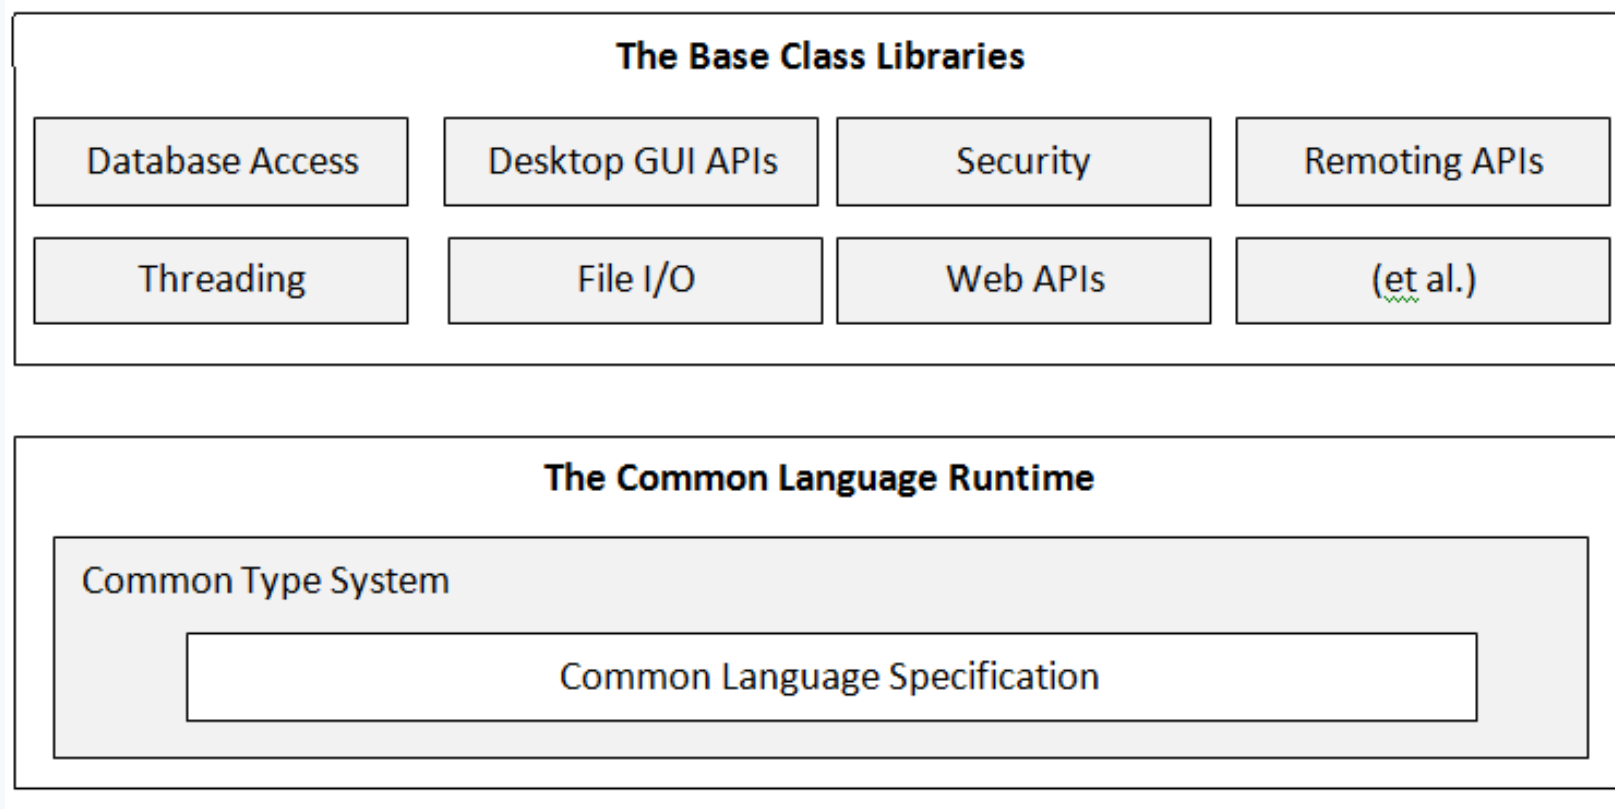 The Base Class Libraries
Database Access
Desktop GUI APIs
Security
Remoting APIs
Threading
File I/O
Web APIs
(et al.)
The Common Language Runtime
Common Type System
Common Language Specification